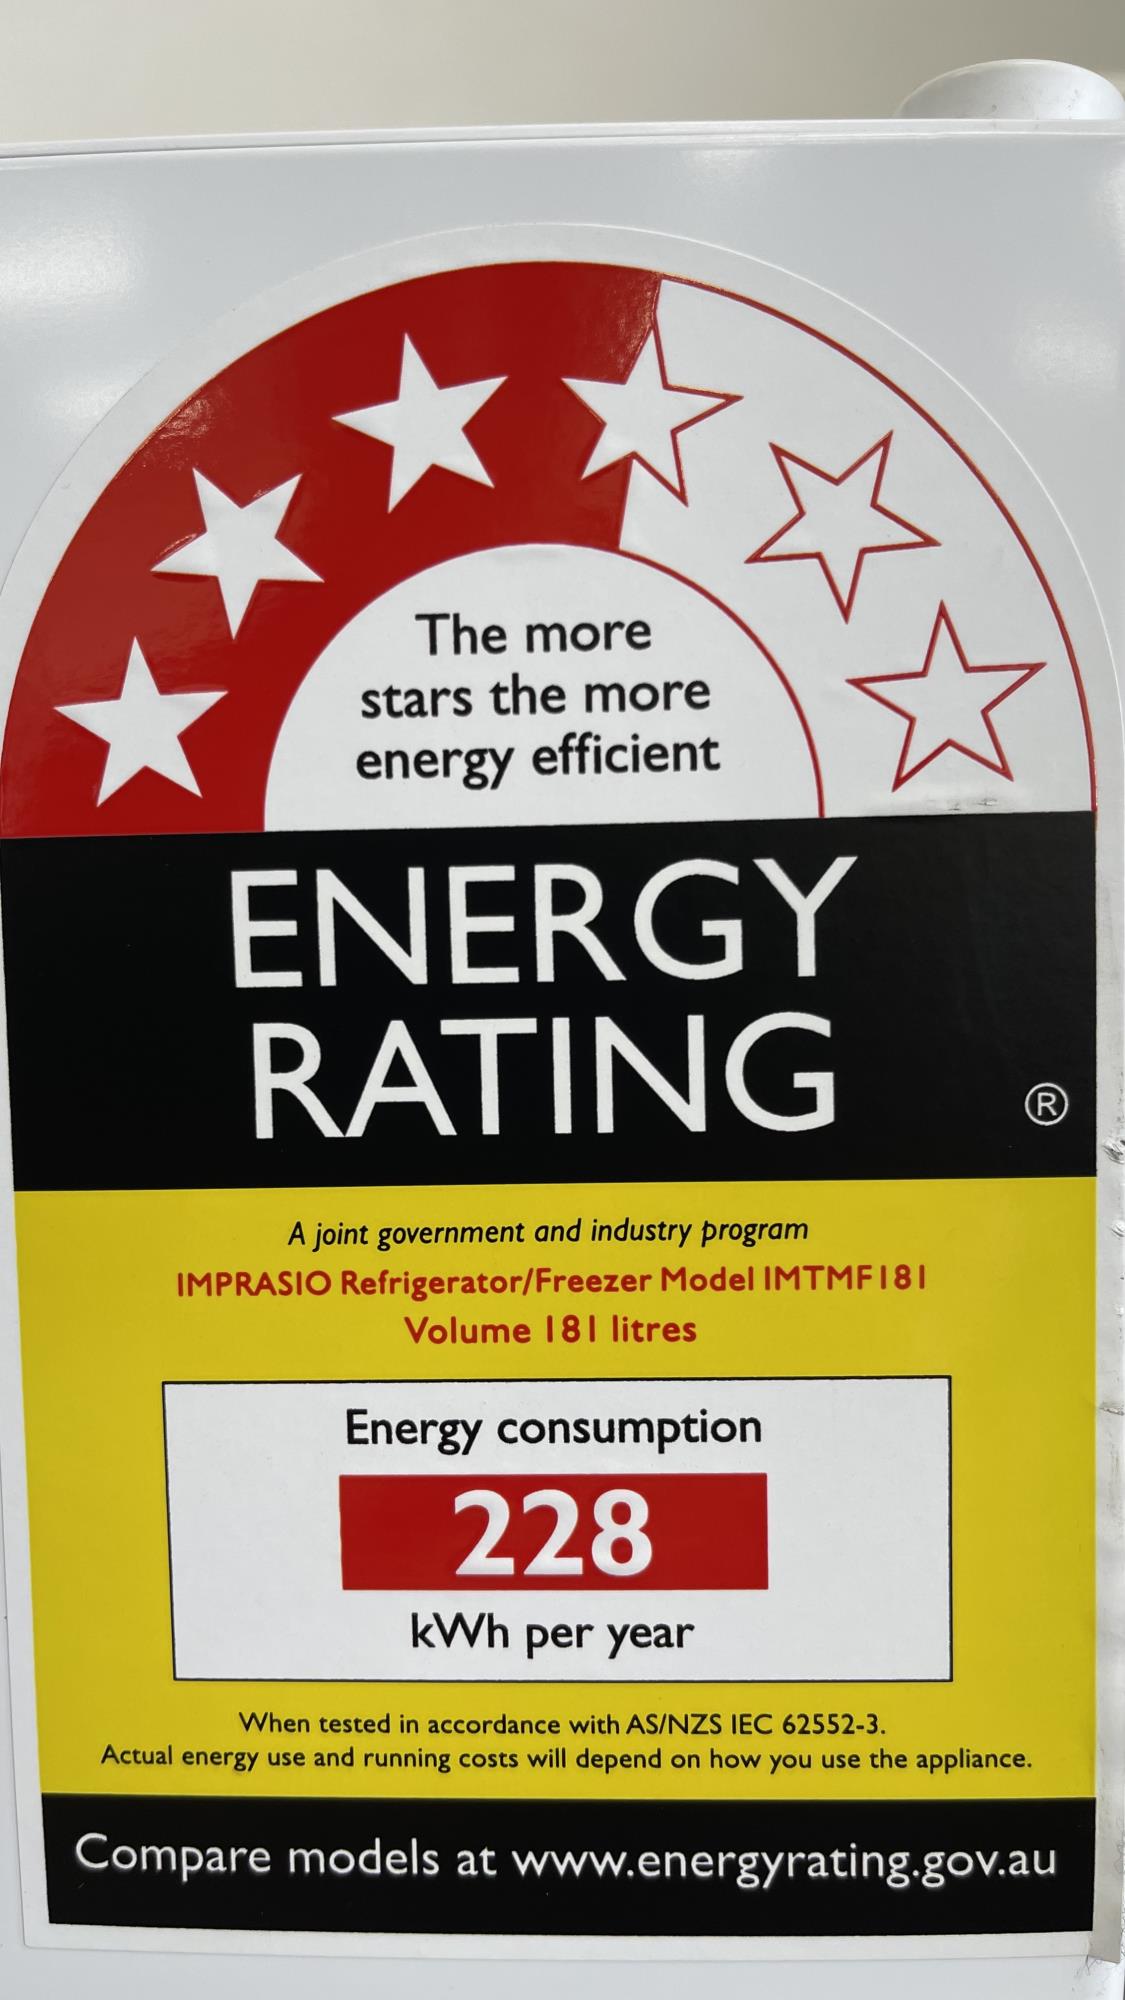 The more
stars the more
energy efficient
ENERGY
RATING
®
A joint government and industry program
IMPRASIO Refrigerator/Freezer Model IMTMF181
Volume 181 litres
Energy consumption
228
kWh per year
When tested in accordance with AS/NZS IEC 62552-3.
Actual energy use and running costs will depend on how you use the appliance.
Compare models at www.energyrating.gov.au